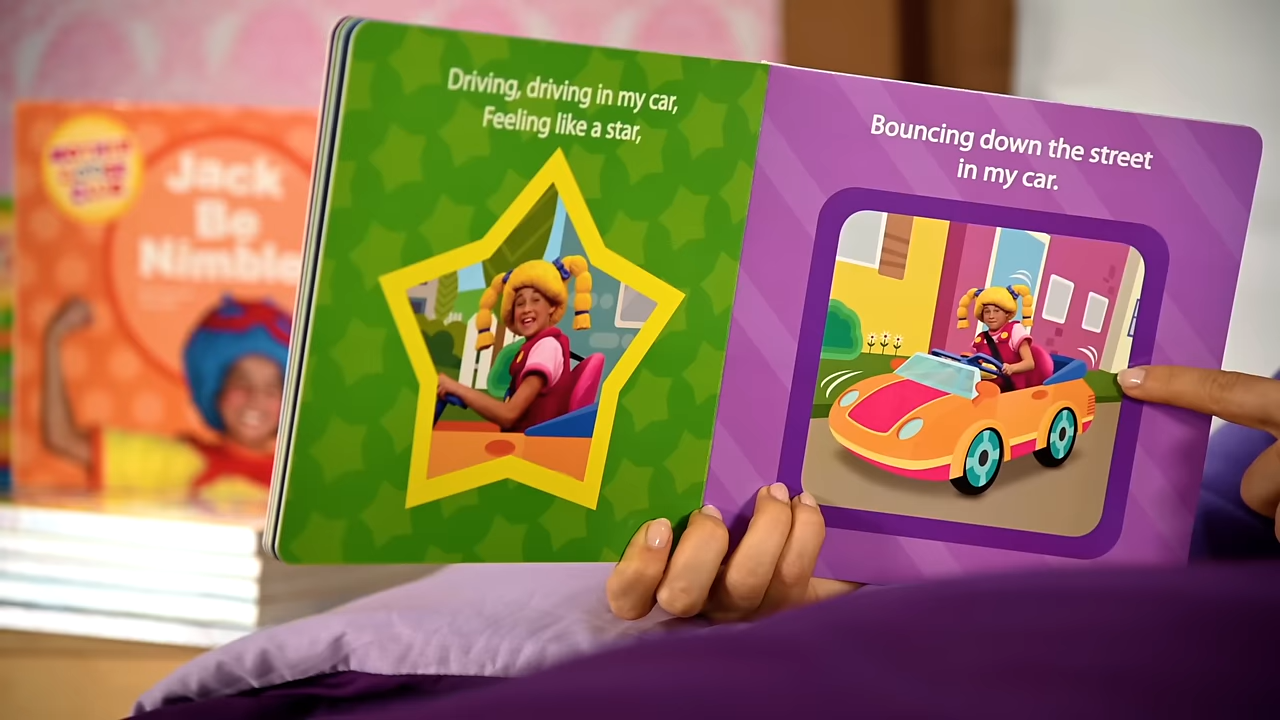 Driving, driving in my car,
Feeling like a star,
Bouncing down the street
in my car.
Jack
Be
Nimble